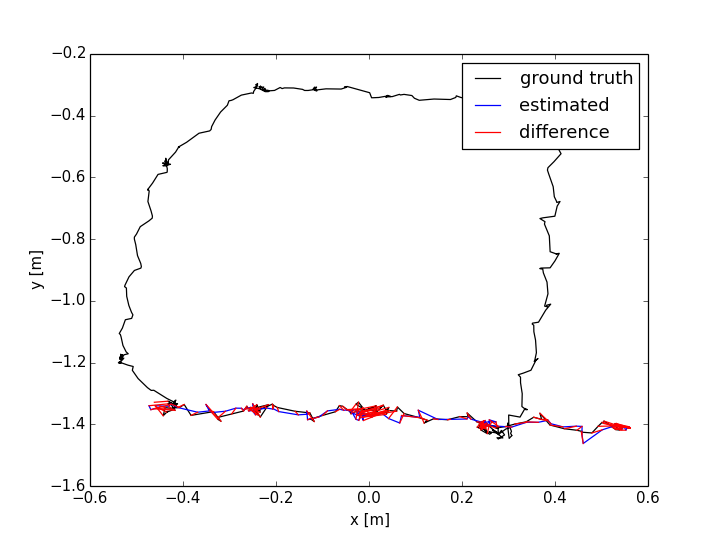 −0.2
−0.4
−0.6
−0.8
−1.0
−1.2
−1.4
−1.6
y [m]
ground truth
estimated
difference
−0.6 −0.4 −0.2 0.0 0.2 0.4 0.6
x [m]